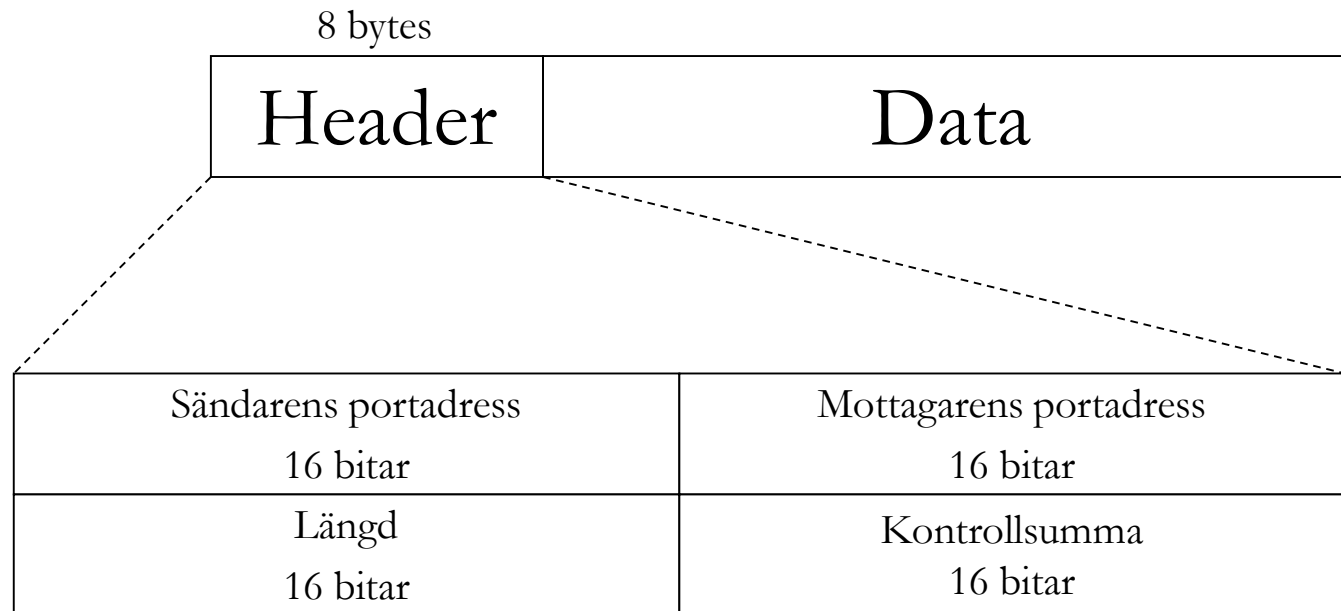 8 bytes
Header
Data
Sändarens portadress
16 bitar
Mottagarens portadress
16 bitar
Längd
16 bitar
Kontrollsumma
16 bitar